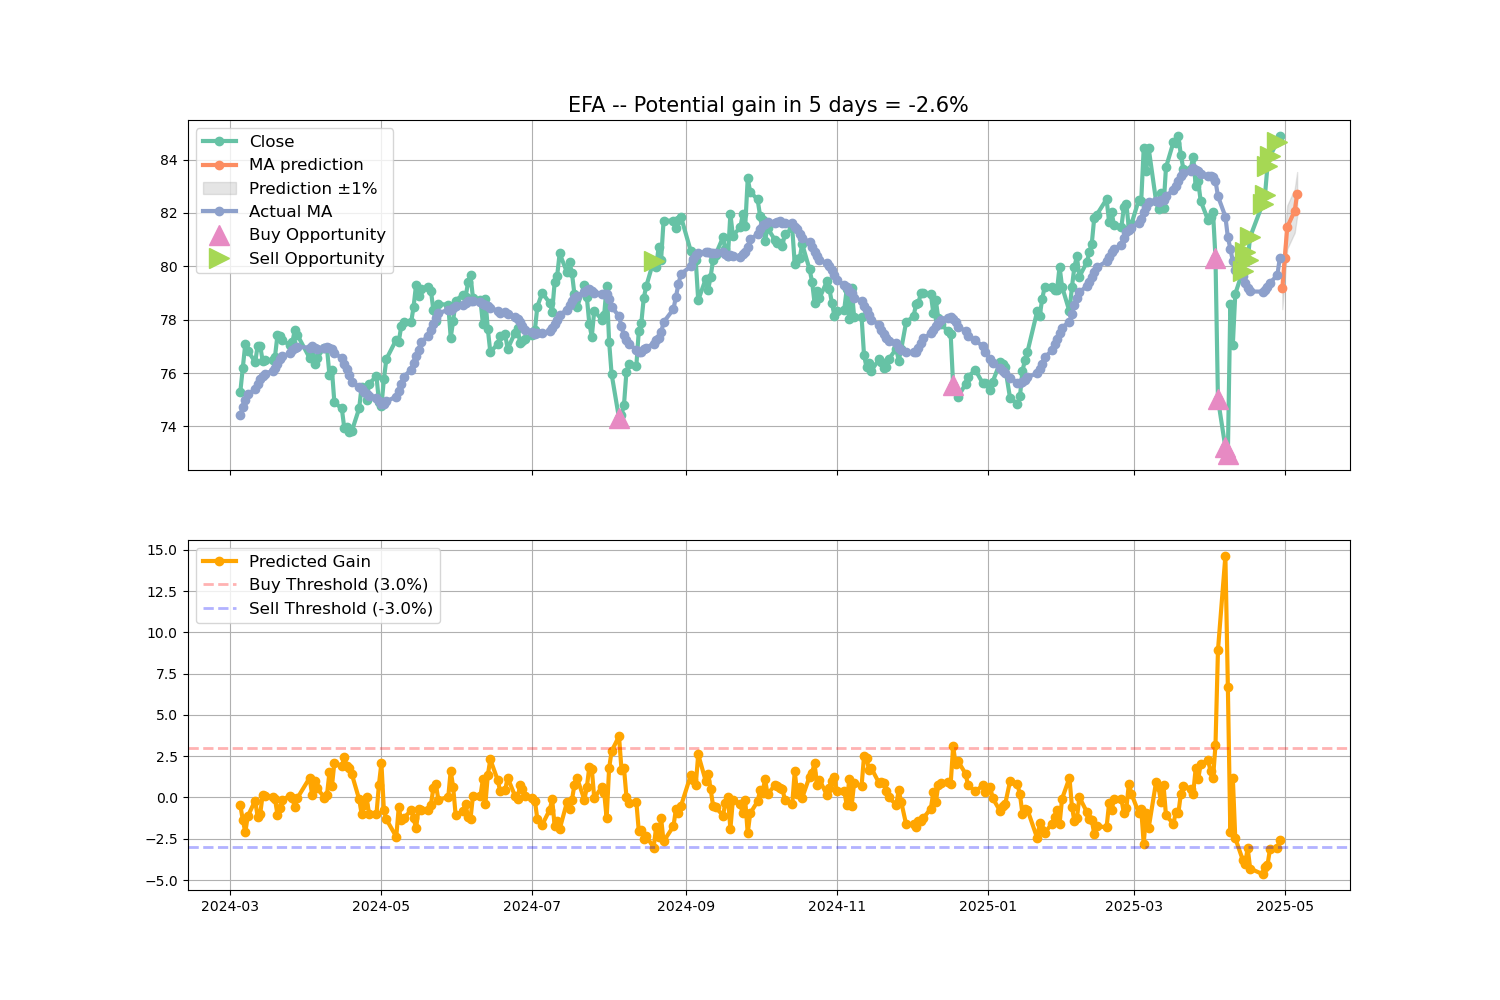 EFA -- Potential gain in 5 days = -2.6%
Close
MA prediction
Prediction ±1%
Actual MA
Buy Opportunity
Sell Opportunity
84
82
80
78
76
74
Predicted Gain
Buy Threshold (3.0%)
Sell Threshold (-3.0%)
15.0
12.5
10.0
7.5
5.0
2.5
0.0
−2.5
−5.0
2024-03 2024-05 2024-07 2024-09 2024-11 2025-01 2025-03 2025-05